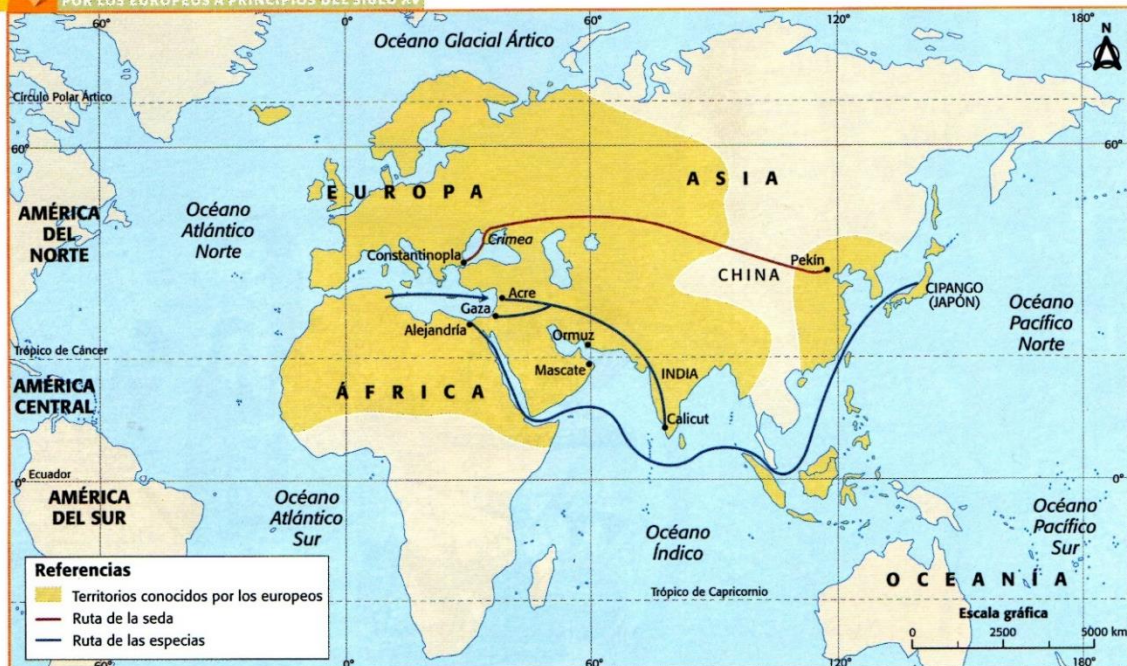 POR LOS EUROPEOS A PRINCIPIOS DEL SIGLO XV
60°
0°
60°
120°
180°
Océano Glacial Ártico
N
Círculo Polar Ártico
60°
60°
EUROPA
ASIA
AMÉRICA
DEL
NORTE
Océano
Atlántico
Norte
Crimea
Constantinopla
Pekín
CHINA
CIPANGO
(JAPÓN)
Océano
Pacífico
Norte
Acre
Gaza
Alejandría
Ormuz
Mascate
INDIA
Trópico de Cáncer
AMÉRICA
CENTRAL
ÁFRICA
Calicut
Ecuador
0°
0°
AMÉRICA
DEL SUR
Océano
Atlántico
Sur
Océano
Índico
Océano
Pacífico
Sur
OCEANÍA
Trópico de Capricornio
Referencias
Territorios conocidos por los europeos
Ruta de la seda
Ruta de las especias
Escala gráfica
0 2500 5000 km
60°
0°
60°
120°
180°